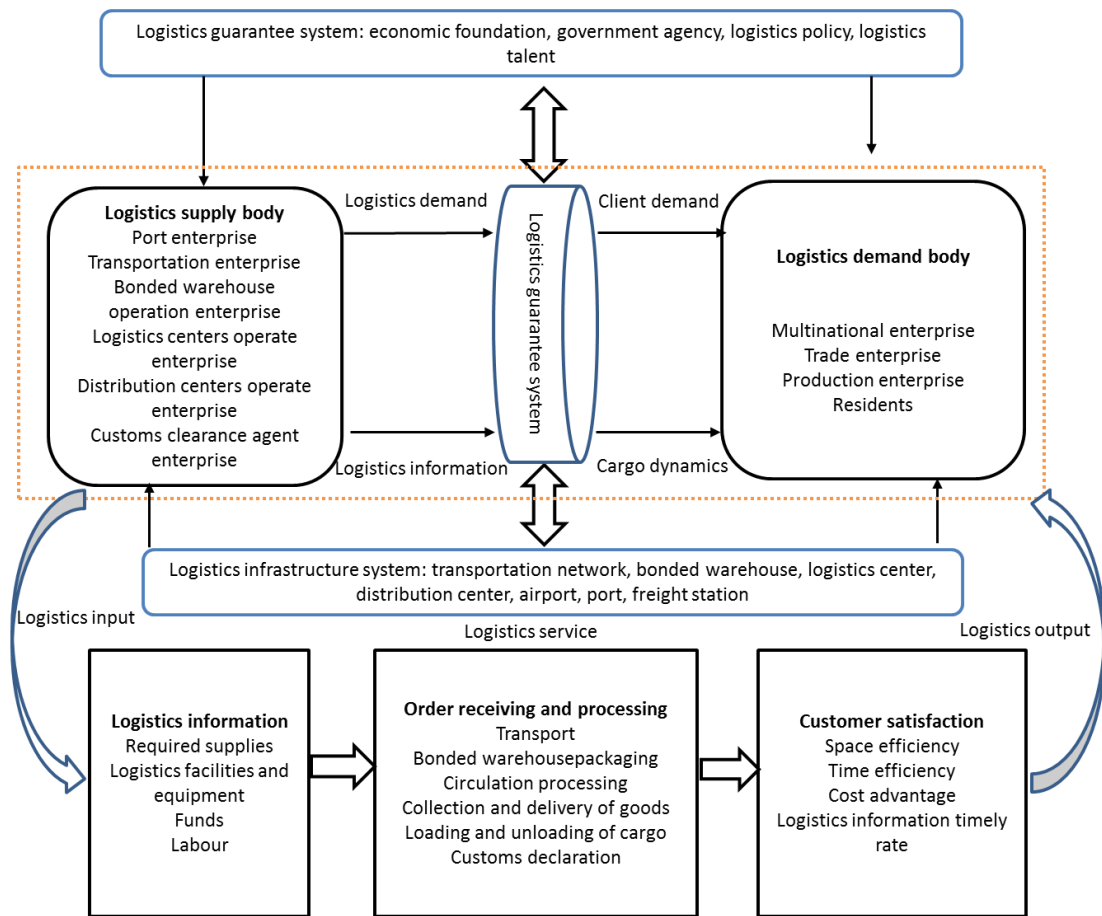 Logistics guarantee system: economic foundation, government agency, logistics policy, logistics
talent
Logistics supply body
Port enterprise
Transportation enterprise
Bonded warehouse
operation enterprise
Logistics centers operate
enterprise
Distribution centers operate
enterprise
Customs clearance agent
enterprise
Logistics demand
Logistics information
Logistics guarantee system
Client demand
Cargo dynamics
Logistics demand body
Multinational enterprise
Trade enterprise
Production enterprise
Residents
Logistics infrastructure system: transportation network, bonded warehouse, logistics center,
distribution center, airport, port, freight station
Logistics input
Logistics service
Logistics output
Logistics information
Required supplies
Logistics facilities and
equipment
Funds
Labour
Order receiving and processing
Transport
Bonded warehousepackaging
Circulation processing
Collection and delivery of goods
Loading and unloading of cargo
Customs declaration
Customer satisfaction
Space efficiency
Time efficiency
Cost advantage
Logistics information timely
rate